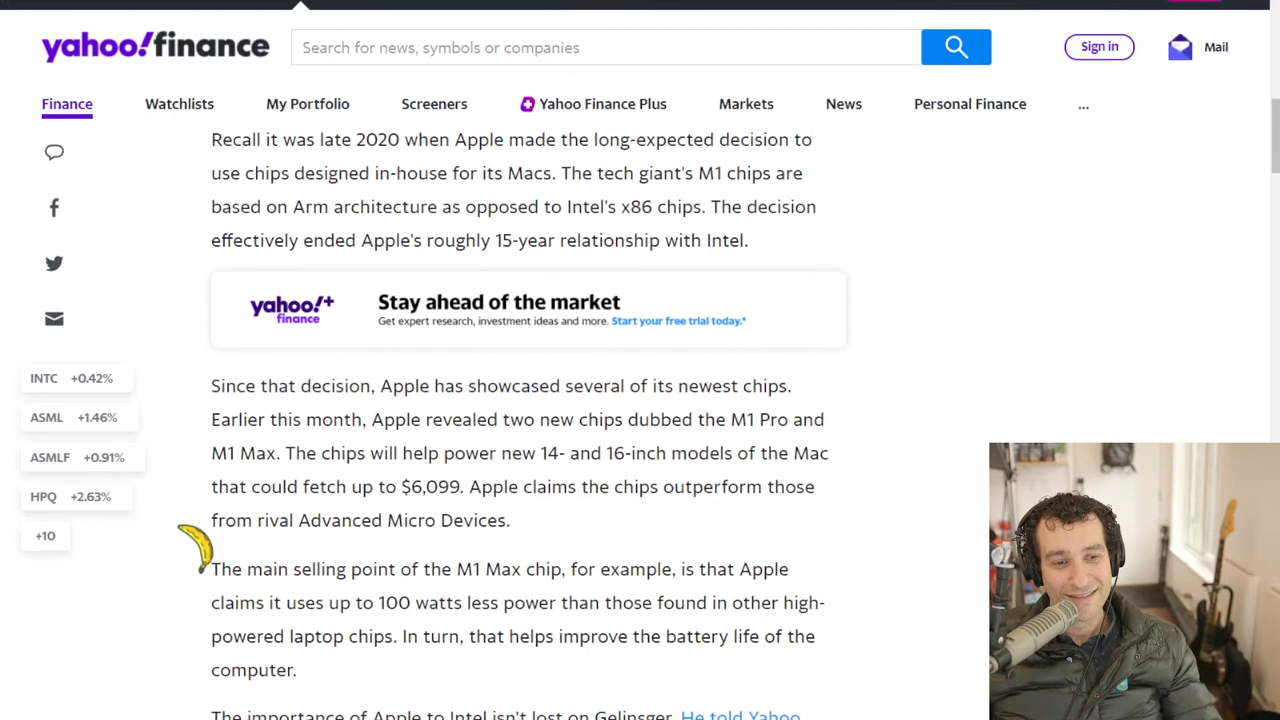 yahoo!finance
Search for news, symbols or companies
Sign in
Mail
Finance
Watchlists
My Portfolio
Screeners
Yahoo Finance Plus
Markets
News
Personal Finance
...
Recall it was late 2020 when Apple made the long-expected decision to
use chips designed in-house for its Macs. The tech giant's M1 chips are
based on Arm architecture as opposed to Intel's x86 chips. The decision
effectively ended Apple's roughly 15-year relationship with Intel.
yahoo!+
finance
Stay ahead of the market
Get expert research, investment ideas and more. Start your free trial today.*
INTC +0.42%
ASML +1.46%
ASMLF +0.91%
HPQ +2.63%
+10
Since that decision, Apple has showcased several of its newest chips.
Earlier this month, Apple revealed two new chips dubbed the M1 Pro and
M1 Max. The chips will help power new 14- and 16-inch models of the Mac
that could fetch up to $6,099. Apple claims the chips outperform those
from rival Advanced Micro Devices.
The main selling point of the M1 Max chip, for example, is that Apple
claims it uses up to 100 watts less power than those found in other high-
powered laptop chips. In turn, that helps improve the battery life of the
computer.
The importance of Apple to Intel isn't lost on Gelinsger. He told Yahoo